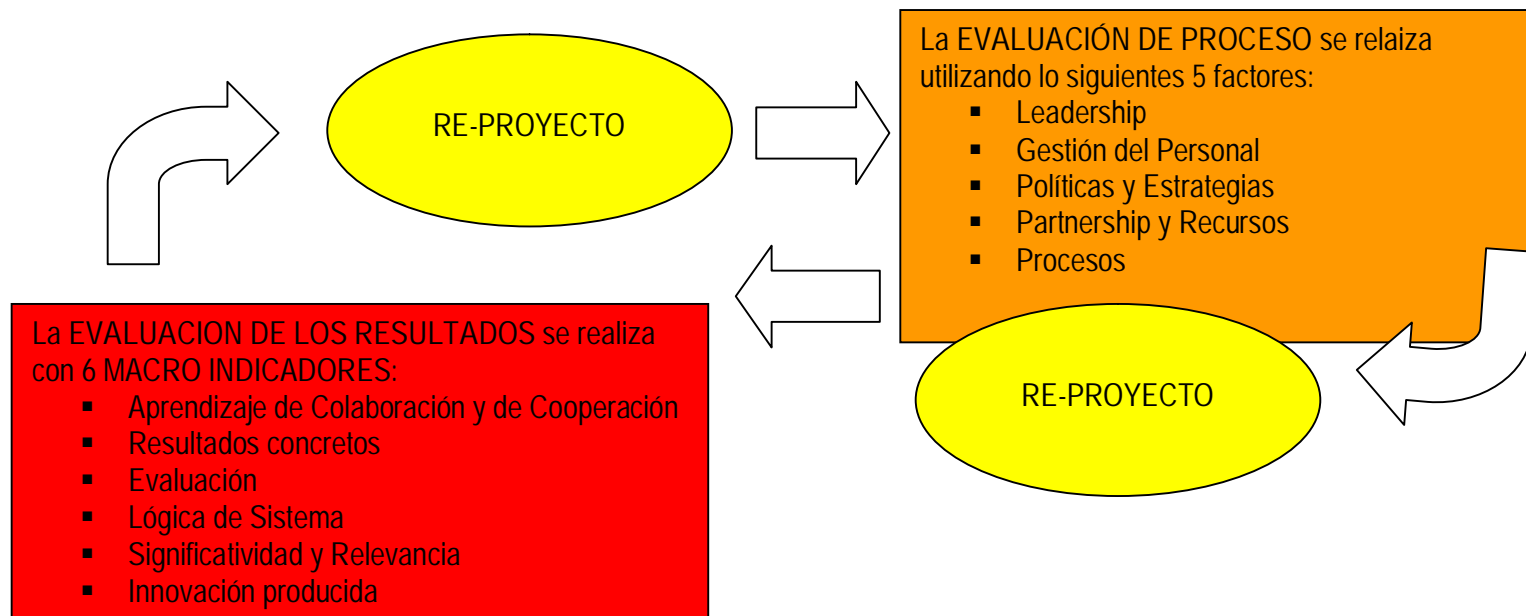 RE-PROYECTO
La EVALUACIÓN DE PROCESO se relaiza
utilizando lo siguientes 5 factores:
▪ Leadership
▪ Gestión del Personal
▪ Políticas y Estrategias
▪ Partnership y Recursos
▪ Procesos
RE-PROYECTO
La EVALUACION DE LOS RESULTADOS se realiza
con 6 MACRO INDICADORES:
▪ Aprendizaje de Colaboración y de Cooperación
▪ Resultados concretos
▪ Evaluación
▪ Lógica de Sistema
▪ Significatividad y Relevancia
▪ Innovación producida